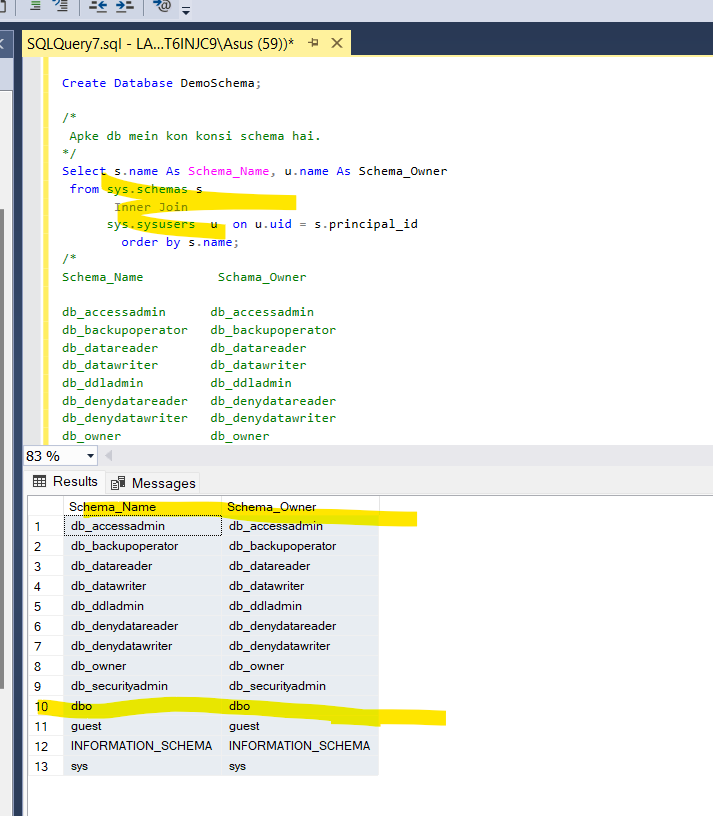 SQLQuery7.sql - LA...T6INJC9\Asus (59))*
Create Database DemoSchema;
/*
Apke db mein kon konsi schema hai.
*/
Select s.name As Schema_Name, u.name As Schema_Owner
from sys.schemas s
Inner Join
sys.sysusers u on u.uid = s.principal_id
order by s.name;
/*
Schema_Name Schama_Owner
db_accessadmin db_accessadmin
db_backupoperator db_backupoperator
db_datareader db_datareader
db_datawriter db_datawriter
db_ddladmin db_ddladmin
db_denydatareader db_denydatareader
db_denydatawriter db_denydatawriter
db_owner db_owner
83 %
Results Messages
Schema_Name Schema_Owner
1 db_accessadmin db_accessadmin
2 db_backupoperator db_backupoperator
3 db_datareader db_datareader
4 db_datawriter db_datawriter
5 db_ddladmin db_ddladmin
6 db_denydatareader db_denydatareader
7 db_denydatawriter db_denydatawriter
8 db_owner db_owner
9 db_securityadmin db_securityadmin
10 dbo dbo
11 guest guest
12 INFORMATION_SCHEMA INFORMATION_SCHEMA
13 sys sys